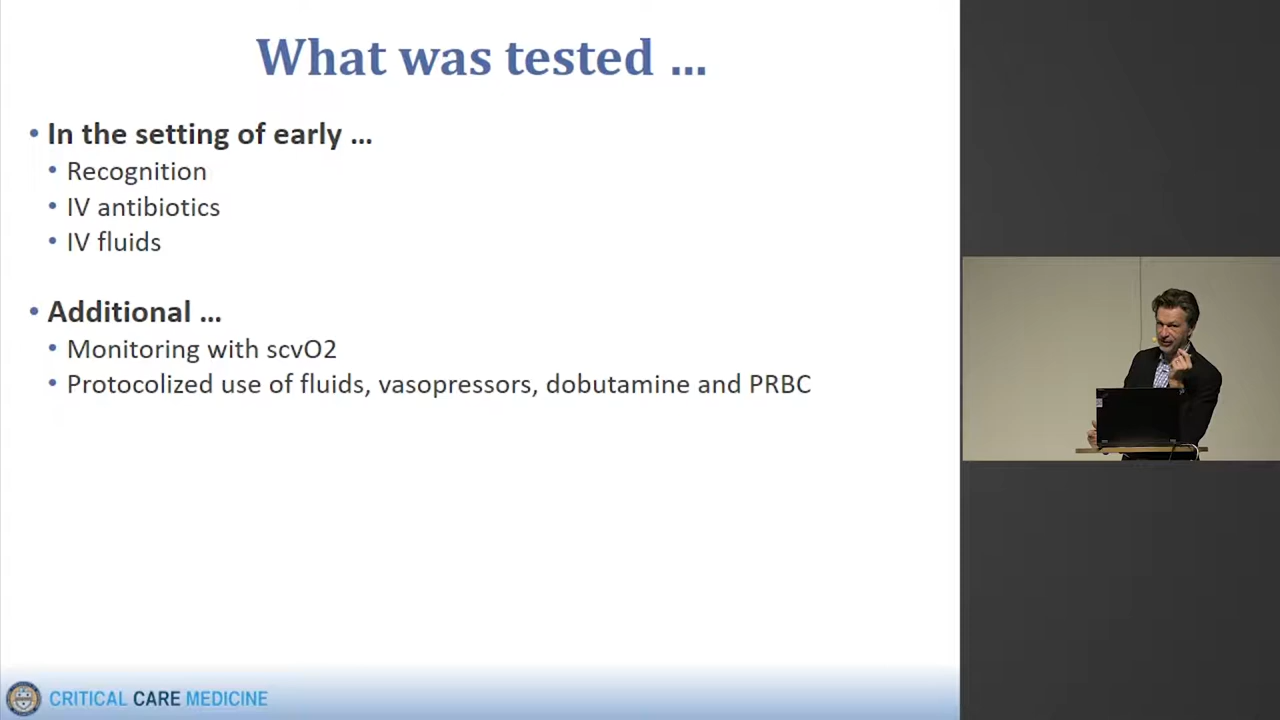 What was tested ...
• In the setting of early ...
• Recognition
• IV antibiotics
• IV fluids
• Additional ...
• Monitoring with scvO2
• Protocolized use of fluids, vasopressors, dobutamine and PRBC
CRITICAL CARE MEDICINE